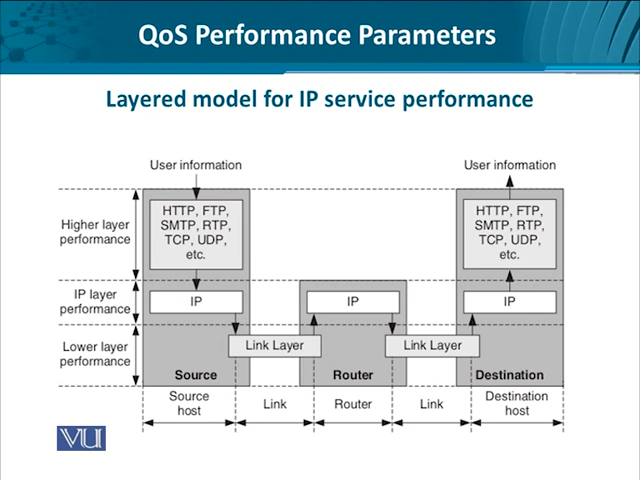 QoS Performance Parameters
Layered model for IP service performance
User information
User information
Higher layer
performance
HTTP, FTP,
SMTP, RTP,
TCP, UDP,
etc.
HTTP, FTP,
SMTP, RTP,
TCP, UDP,
etc.
IP layer
performance
IP
IP
IP
Lower layer
performance
Link Layer
Link Layer
Source
Router
Destination
Source
host
Link
Router
Link
Destination
host
VU